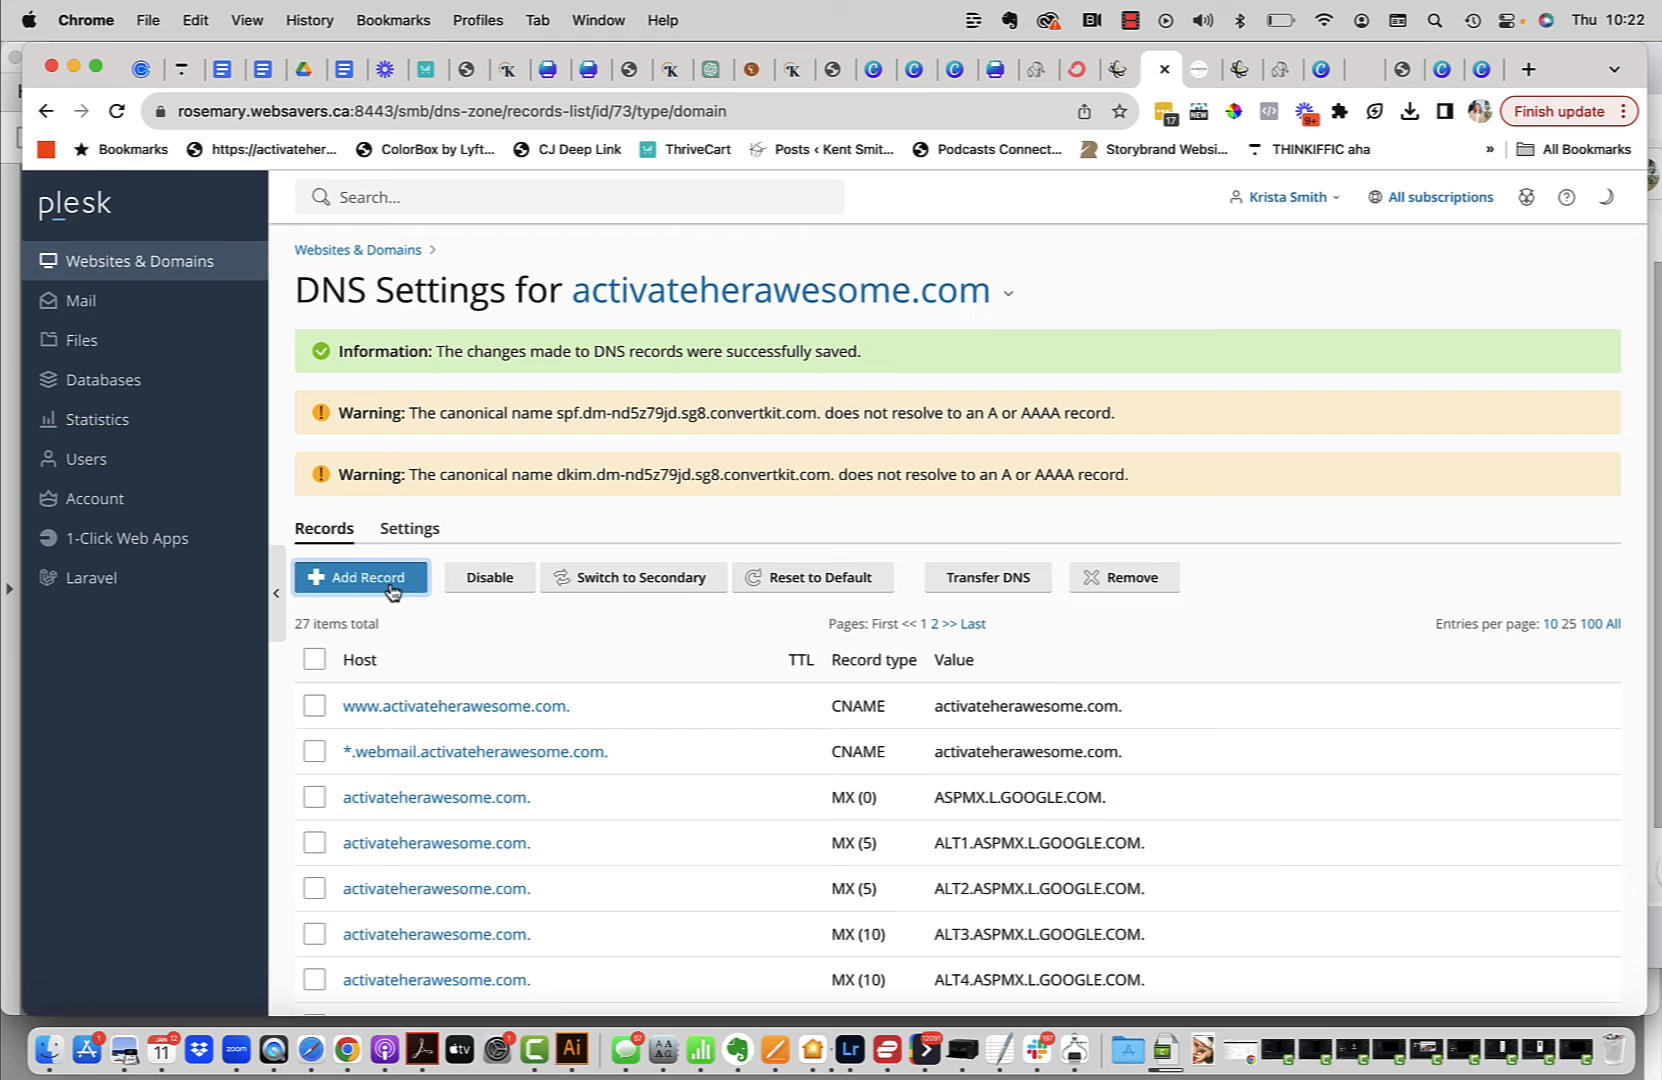 Chrome File Edit View History Bookmarks Profiles Tab Window Help Thu 10:22
rosemary.websavers.ca:8443/smb/dns-zone/records-list/id/73/type/domain 17 NEW 9+ Finish update
Bookmarks https://activateher... ColorBox by Lyft... CJ Deep Link ThriveCart Posts ‹ Kent Smit... Podcasts Connect... Storybrand Websi... THINKIFFIC aha » All Bookmarks
plesk
Search...
Krista Smith All subscriptions
Websites & Domains
Mail
Files
Databases
Statistics
Users
Account
1-Click Web Apps
Laravel
Websites & Domains
DNS Settings for activateherawesome.com
Information: The changes made to DNS records were successfully saved.
Warning: The canonical name spf.dm-nd5z79jd.sg8.convertkit.com. does not resolve to an A or AAAA record.
Warning: The canonical name dkim.dm-nd5z79jd.sg8.convertkit.com. does not resolve to an A or AAAA record.
Records Settings
Add Record Disable Switch to Secondary Reset to Default Transfer DNS Remove
27 items total Pages: First << 1 2 >> Last Entries per page: 10 25 100 All
Host TTL Record type Value
www.activateherawesome.com. CNAME activateherawesome.com.
*.webmail.activateherawesome.com. CNAME activateherawesome.com.
activateherawesome.com. MX (0) ASPMX.L.GOOGLE.COM.
activateherawesome.com. MX (5) ALT1.ASPMX.L.GOOGLE.COM.
activateherawesome.com. MX (5) ALT2.ASPMX.L.GOOGLE.COM.
activateherawesome.com. MX (10) ALT3.ASPMX.L.GOOGLE.COM.
activateherawesome.com. MX (10) ALT4.ASPMX.L.GOOGLE.COM.